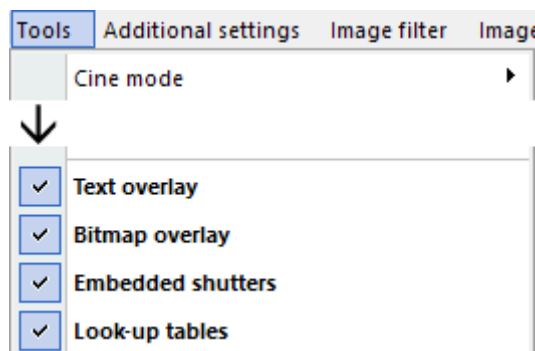 Tools Additional settings Image filter Image
Cine mode
Text overlay
Bitmap overlay
Embedded shutters
Look-up tables